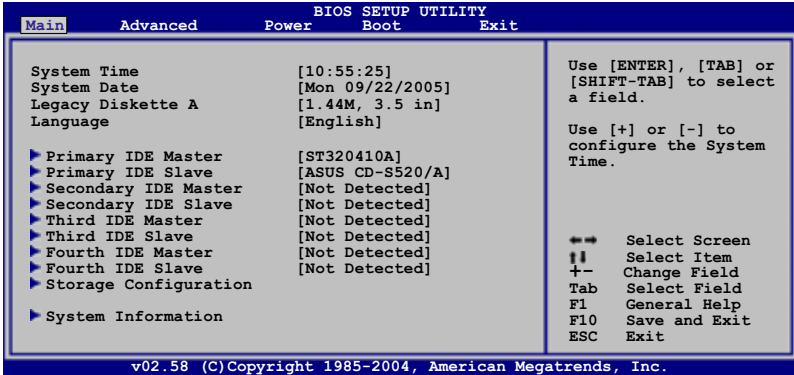 BIOS SETUP UTILITY
Main Advanced Power Boot Exit
System Time [10:55:25]
System Date [Mon 09/22/2005]
Legacy Diskette A [1.44M, 3.5 in]
Language [English]
Primary IDE Master [ST320410A]
Primary IDE Slave [ASUS CD-S520/A]
Secondary IDE Master [Not Detected]
Secondary IDE Slave [Not Detected]
Third IDE Master [Not Detected]
Third IDE Slave [Not Detected]
Fourth IDE Master [Not Detected]
Fourth IDE Slave [Not Detected]
Storage Configuration
System Information
Use [ENTER], [TAB] or
[SHIFT-TAB] to select
a field.
Use [+] or [-] to
configure the System
Time.
←→ Select Screen
↑↓ Select Item
+- Change Field
Tab Select Field
F1 General Help
F10 Save and Exit
ESC Exit
v02.58 (C)Copyright 1985-2004, American Megatrends, Inc.